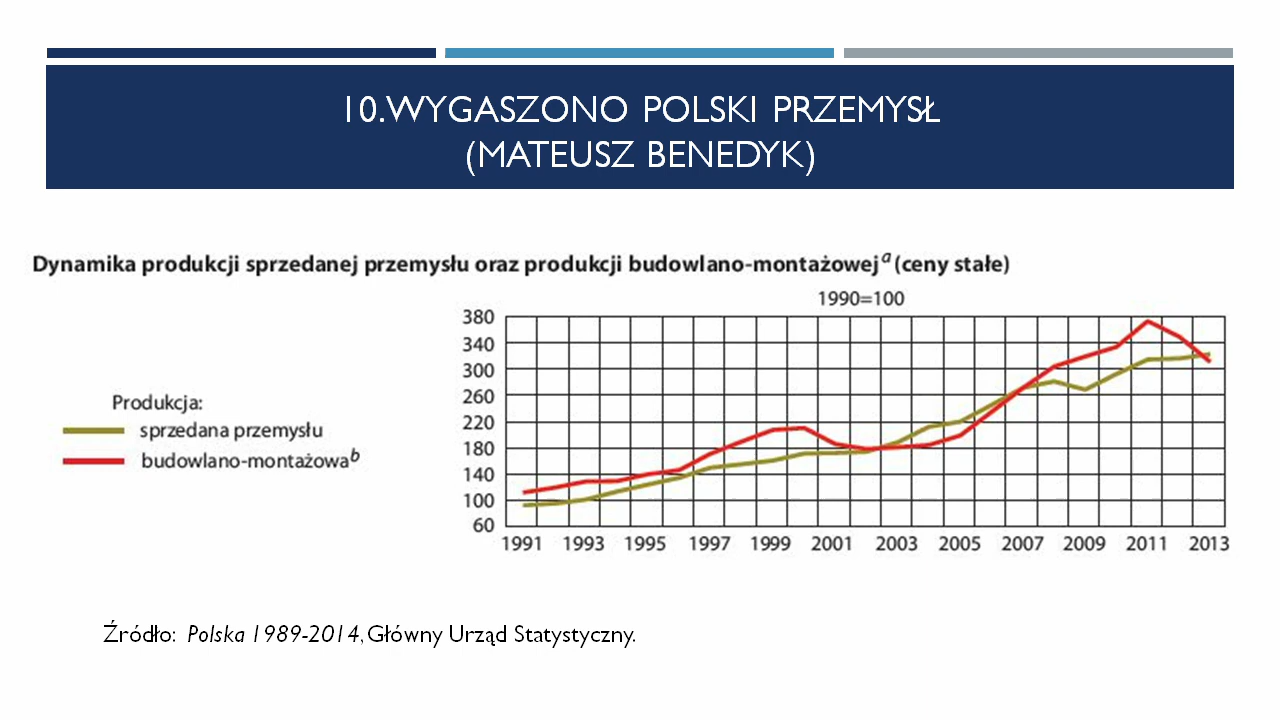 10.WYGASZONO POLSKI PRZEMYSŁ
(MATEUSZ BENEDYK)
Dynamika produkcji sprzedanej przemysłu oraz produkcji budowlano-montażowej a (ceny stałe)
1990=100
380
340
300
260
220
180
140
100
60
Produkcja:
sprzedana przemysłu
budowlano-montażowa b
1991 1993 1995 1997 1999 2001 2003 2005 2007 2009 2011 2013
Źródło: Polska 1989-2014, Główny Urząd Statystyczny.